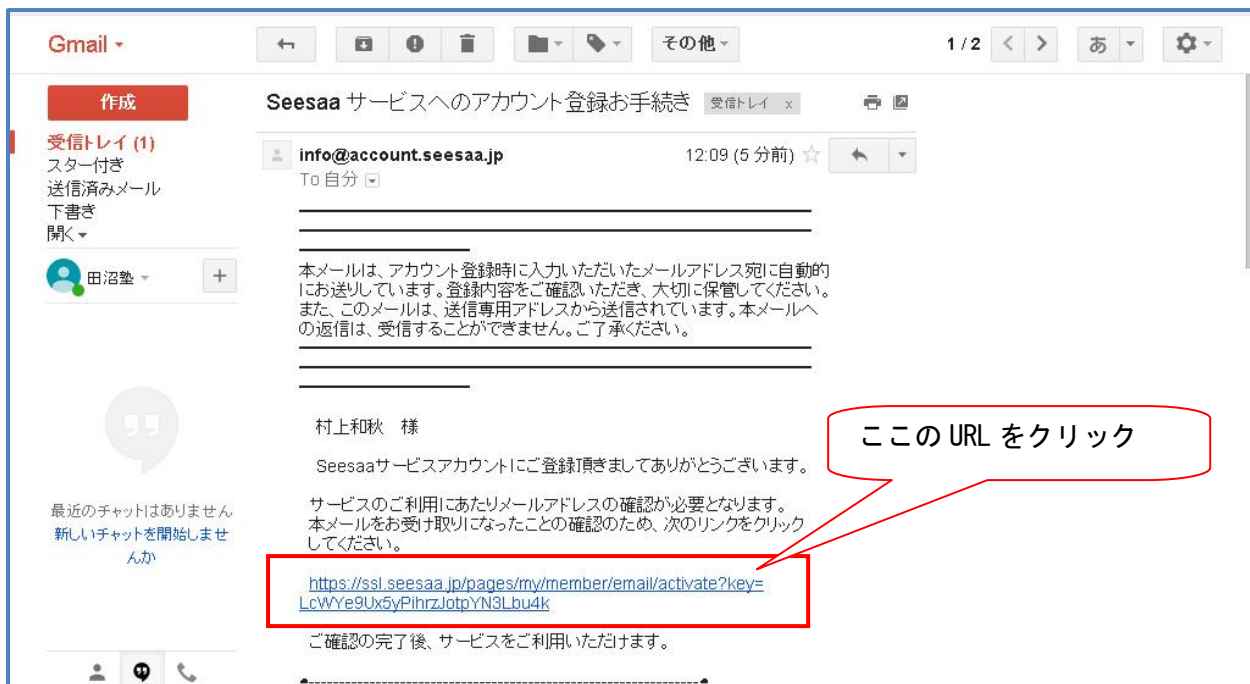 Gmail
その他
1 / 2
あ
作成
Seesaa サービスへのアカウント登録お手続き
受信トレイ x
受信トレイ (1)
スター付き
送信済みメール
下書き
開く
info@account.seesaa.jp
12:09 (5 分前)
To 自分
田沼塾
+
本メールは、アカウント登録時に入力いただいたメールアドレス宛に自動的
にお送りしています。登録内容をご確認いただき、大切に保管してください。
また、このメールは、送信専用アドレスから送信されています。本メールへ
の返信は、受信することができません。ご了承ください。
村上和秋 様
ここの URL をクリック
Seesaaサービスアカウントにご登録頂きましてありがとうございます。
サービスのご利用にあたりメールアドレスの確認が必要となります。
本メールをお受け取りになったことの確認のため、次のリンクをクリック
してください。
最近のチャットはありません
新しいチャットを開始しませ
んか
https://ssl.seesaa.jp/pages/my/member/email/activate?key=
LcWYe9Ux5yPihrzJotpYN3Lbu4k
ご確認の完了後、サービスをご利用いただけます。